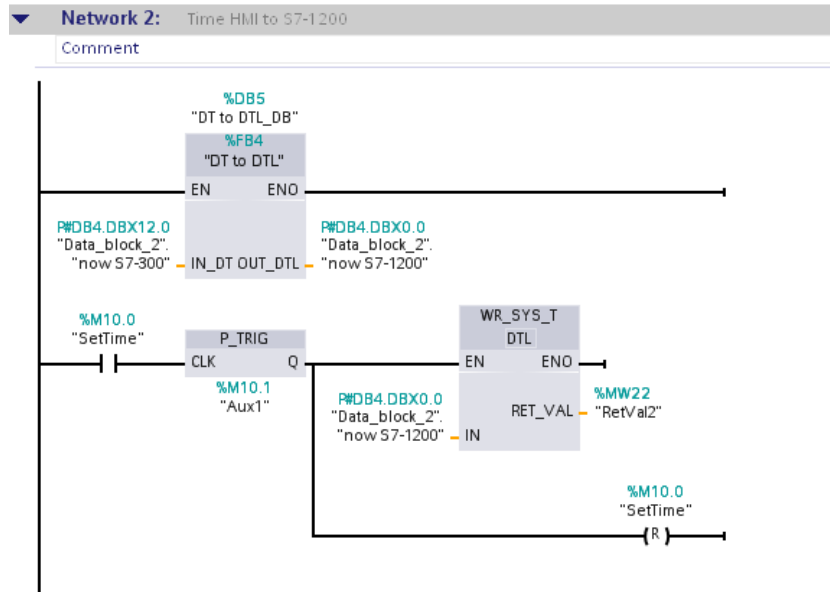 Network 2: Time HMI to S7-1200
Comment
%DB5
"DT to DTL_DB"
%FB4
"DT to DTL"
EN ENO
P#DB4.DBX12.0
"Data_block_2".
"now S7-300"
IN_DT OUT_DTL
P#DB4.DBX0.0
"Data_block_2".
"now S7-1200"
%M10.0
"SetTime"
P_TRIG
CLK Q
%M10.1
"Aux1"
WR_SYS_T
DTL
EN ENO
P#DB4.DBX0.0
"Data_block_2".
"now S7-1200"
IN
RET_VAL
%MW22
"RetVal2"
%M10.0
"SetTime"
R